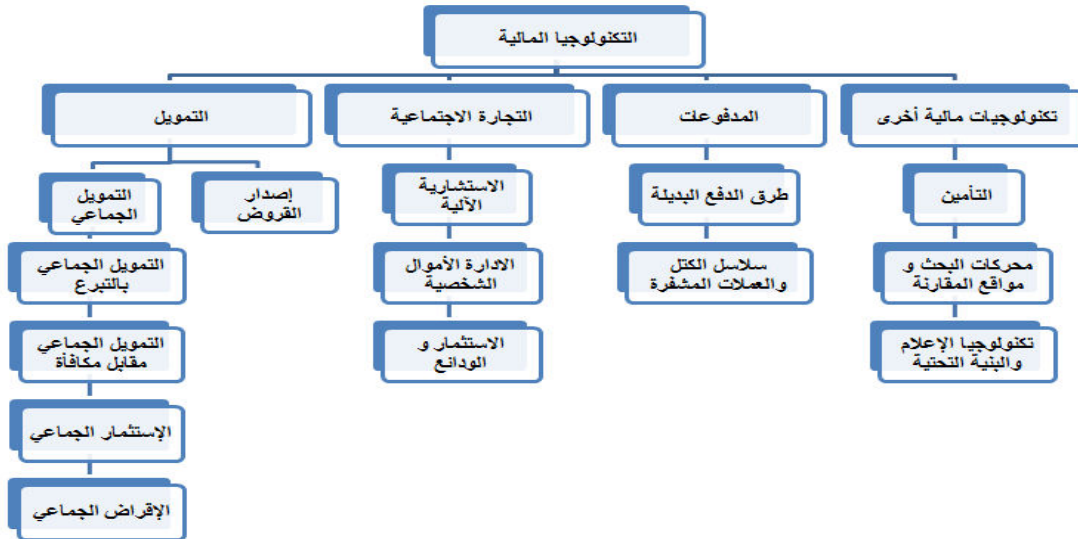 التكنولوجيا المالية
تكنولوجيات مالية أخرى
المدفوعات
التجارة الاجتماعية
التمويل
التأمين
محركات البحث و
مواقع المقارنة
تكنولوجيا الإعلام
والبنية التحتية
طرق الدفع البديلة
سلاسل الكتل
والعملات المشفرة
الاستشارية
الآلية
الادارة الأموال
الشخصية
الاستثمار و
الودائع
إصدار
القروض
التمويل
الجماعي
التمويل الجماعي
بالتبرع
التمويل الجماعي
مقابل مكافأة
الإستثمار الجماعي
الإقراض الجماعي